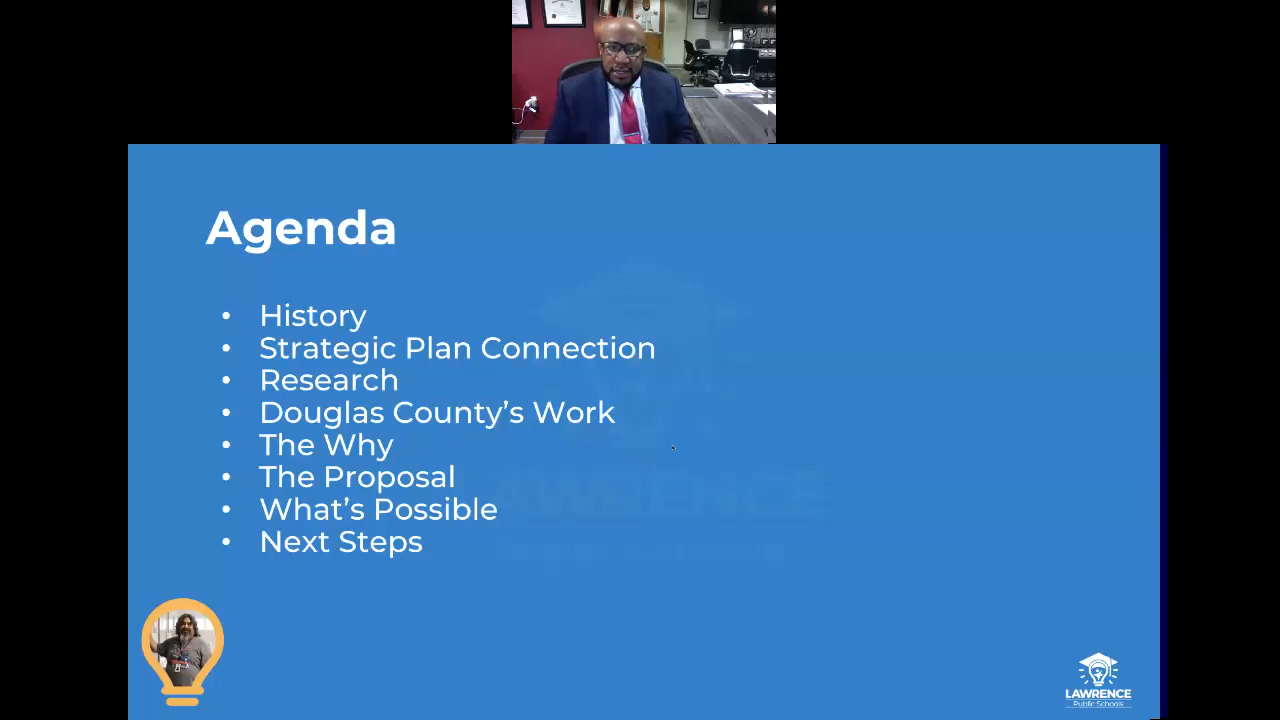 Agenda
• History
• Strategic Plan Connection
• Research
• Douglas County’s Work
• The Why
• The Proposal
• What’s Possible
• Next Steps
LAWRENCE
Public Schools